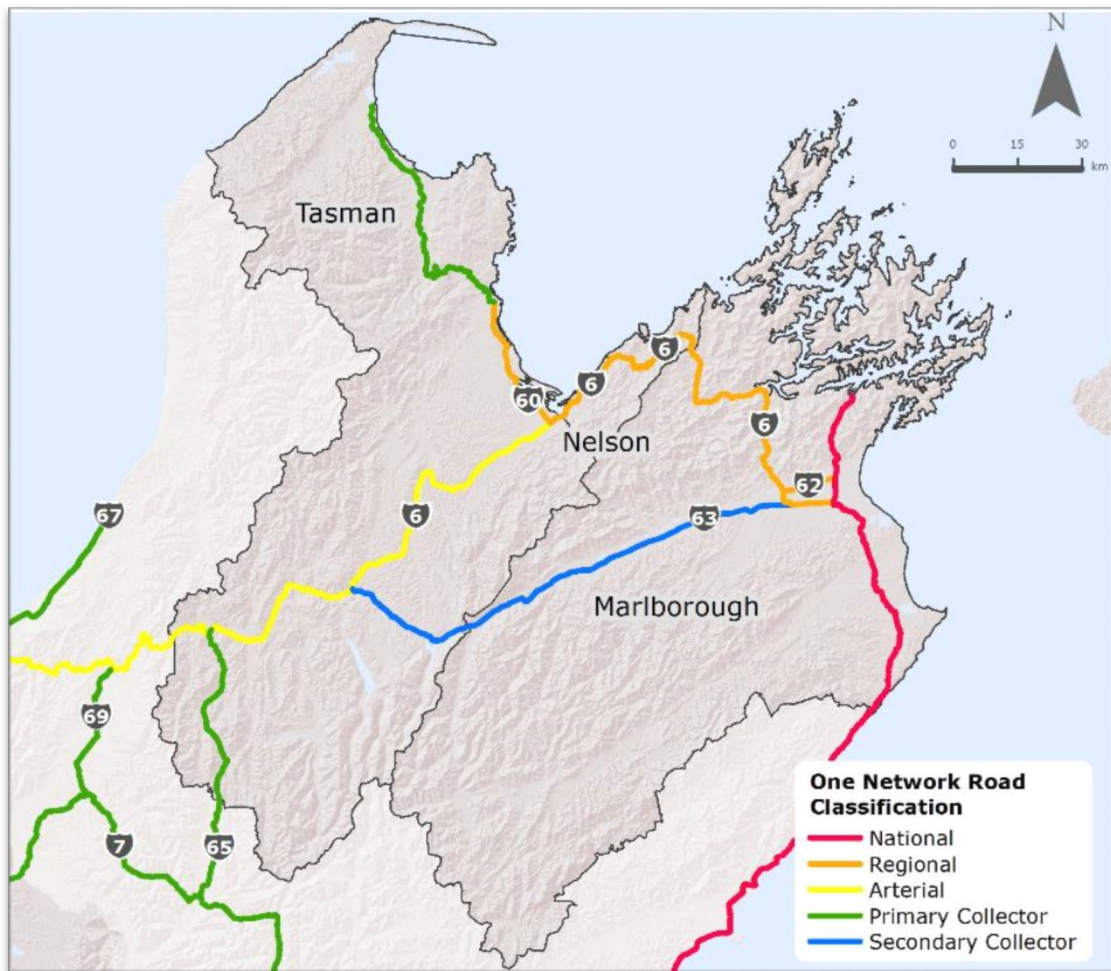 N
0 15 30
km
Tasman
6
6
60
6
Nelson
62
6
63
67
Marlborough
69
7
65
One Network Road
Classification
National
Regional
Arterial
Primary Collector
Secondary Collector